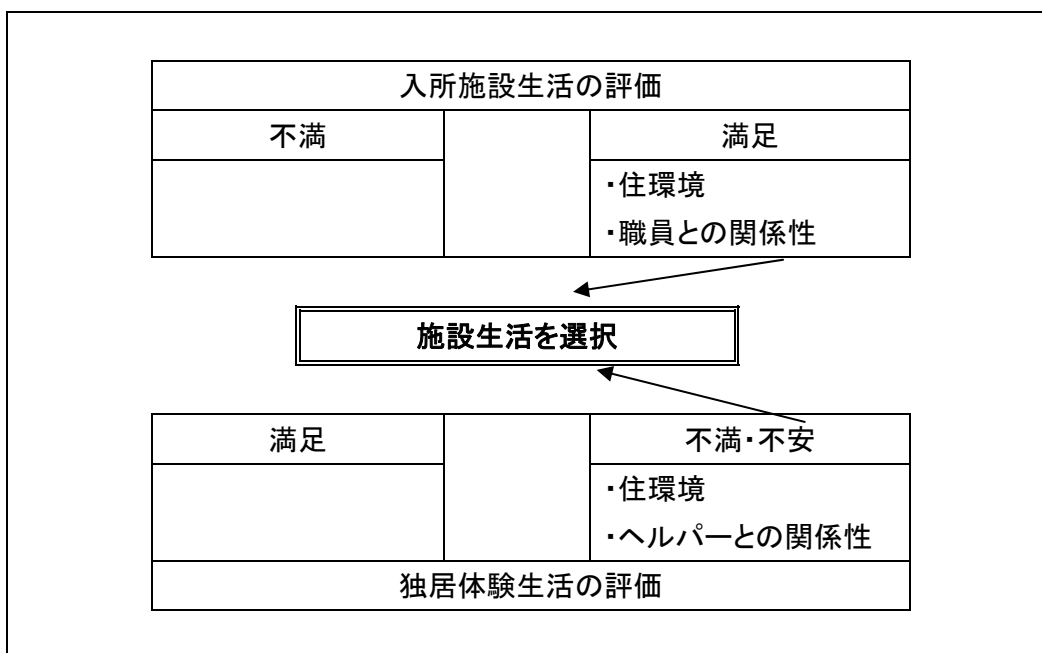 入所施設生活の評価
不満
満足
・住環境
・職員との関係性
施設生活を選択
満足
不満・不安
・住環境
・ヘルパーとの関係性
独居体験生活の評価